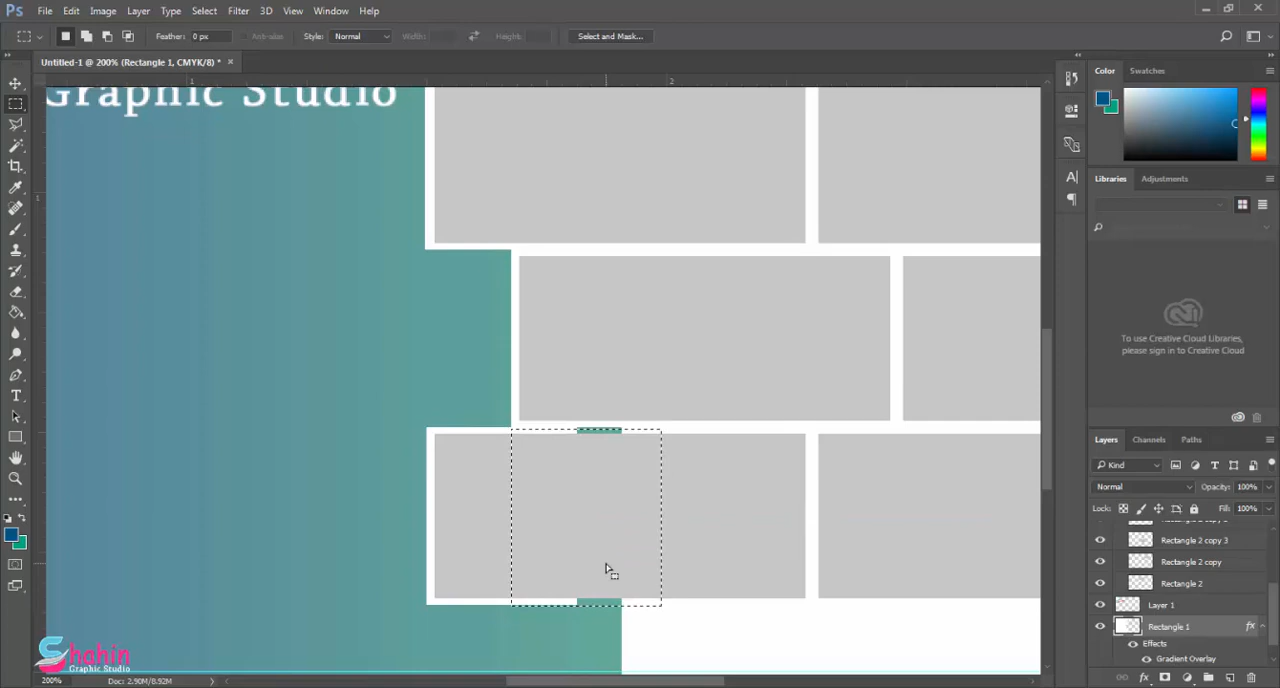 Ps File Edit Image Layer Type Select Filter 3D View Window Help
Feather: 0 px Anti-alias Style: Normal Width: Height: Select and Mask...
Untitled-1 @ 200% (Rectangle 1, CMYK/8) * ×
1 2
1
Graphic Studio
Color Swatches
Libraries Adjustments
To use Creative Cloud Libraries,
please sign in to Creative Cloud
Layers Channels Paths
Kind
Normal Opacity: 100%
Lock: Fill: 100%
Rectangle 2 copy 3
Rectangle 2 copy
Rectangle 2
Layer 1
Rectangle 1 fx
Effects
Gradient Overlay
Shahin
Graphic Studio
200% Doc: 2.90M/8.92M